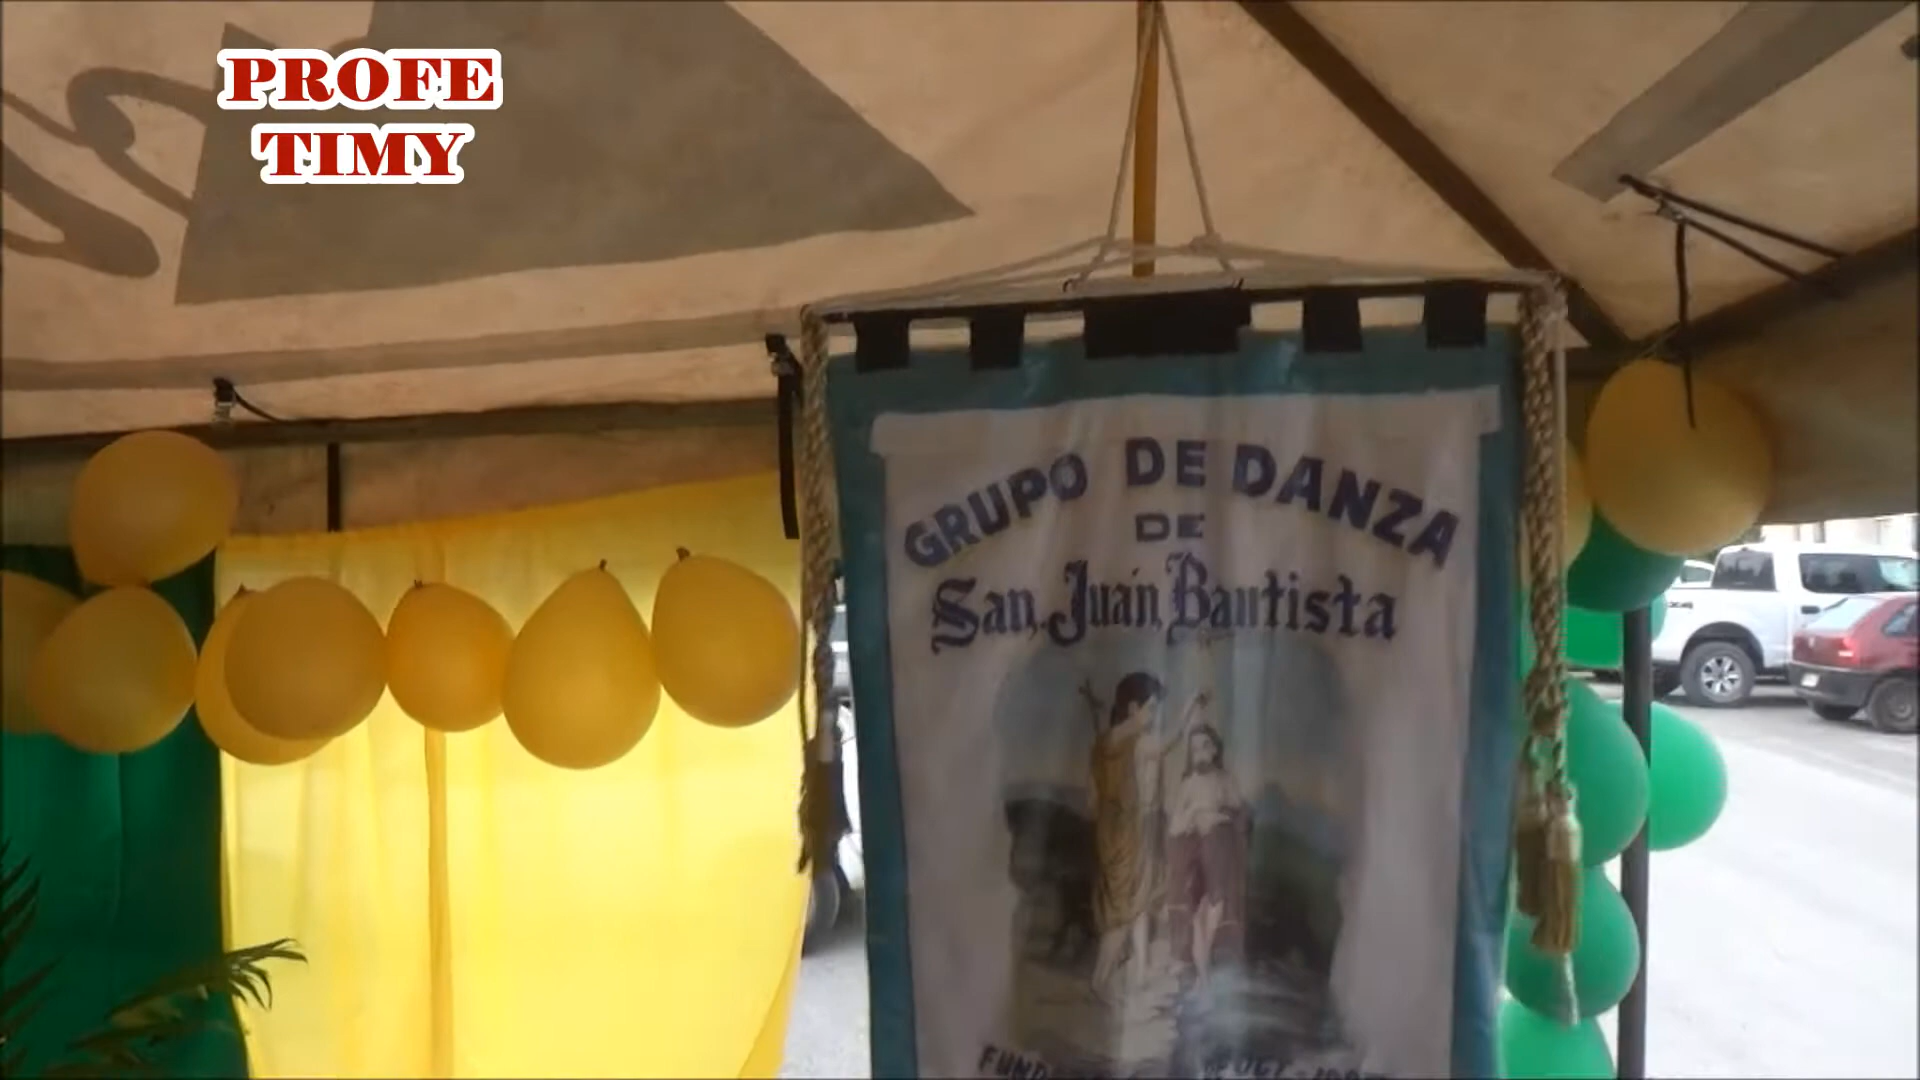 PROFE
TIMY
GRUPO DE DANZA
DE
San Juan Bautista